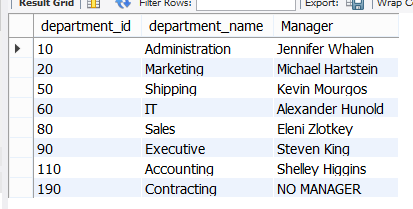 Result Grid Filter Rows: Export: Wrap C
department_id department_name Manager
10 Administration Jennifer Whalen
20 Marketing Michael Hartstein
50 Shipping Kevin Mourgos
60 IT Alexander Hunold
80 Sales Eleni Zlotkey
90 Executive Steven King
110 Accounting Shelley Higgins
190 Contracting NO MANAGER